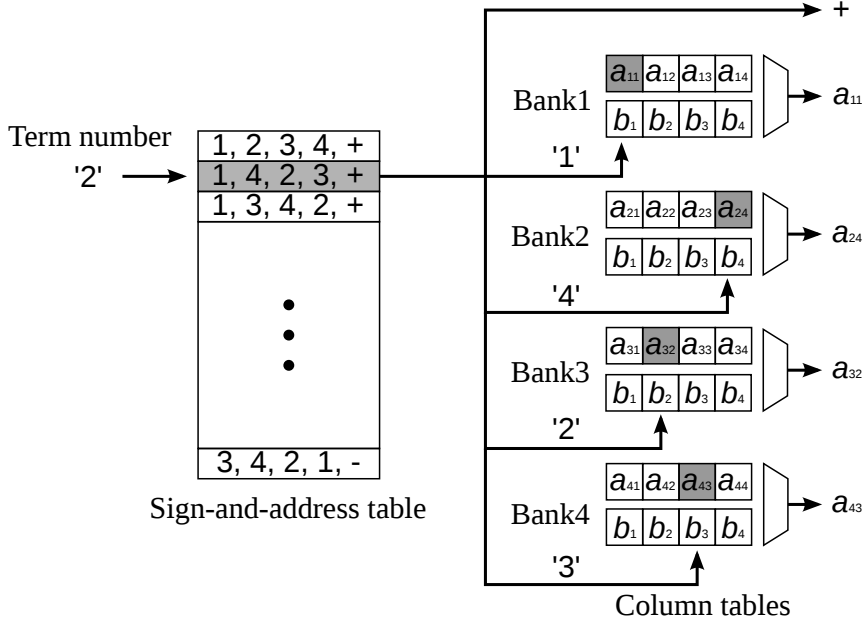 +
Bank1
a11 a12 a13 a14
b1 b2 b3 b4
a11
Term number
'2'
1, 2, 3, 4, +
1, 4, 2, 3, +
1, 3, 4, 2, +
3, 4, 2, 1, -
Sign-and-address table
'1'
Bank2
a21 a22 a23 a24
b1 b2 b3 b4
a24
'4'
Bank3
a31 a32 a33 a34
b1 b2 b3 b4
a32
'2'
Bank4
a41 a42 a43 a44
b1 b2 b3 b4
a43
'3'
Column tables